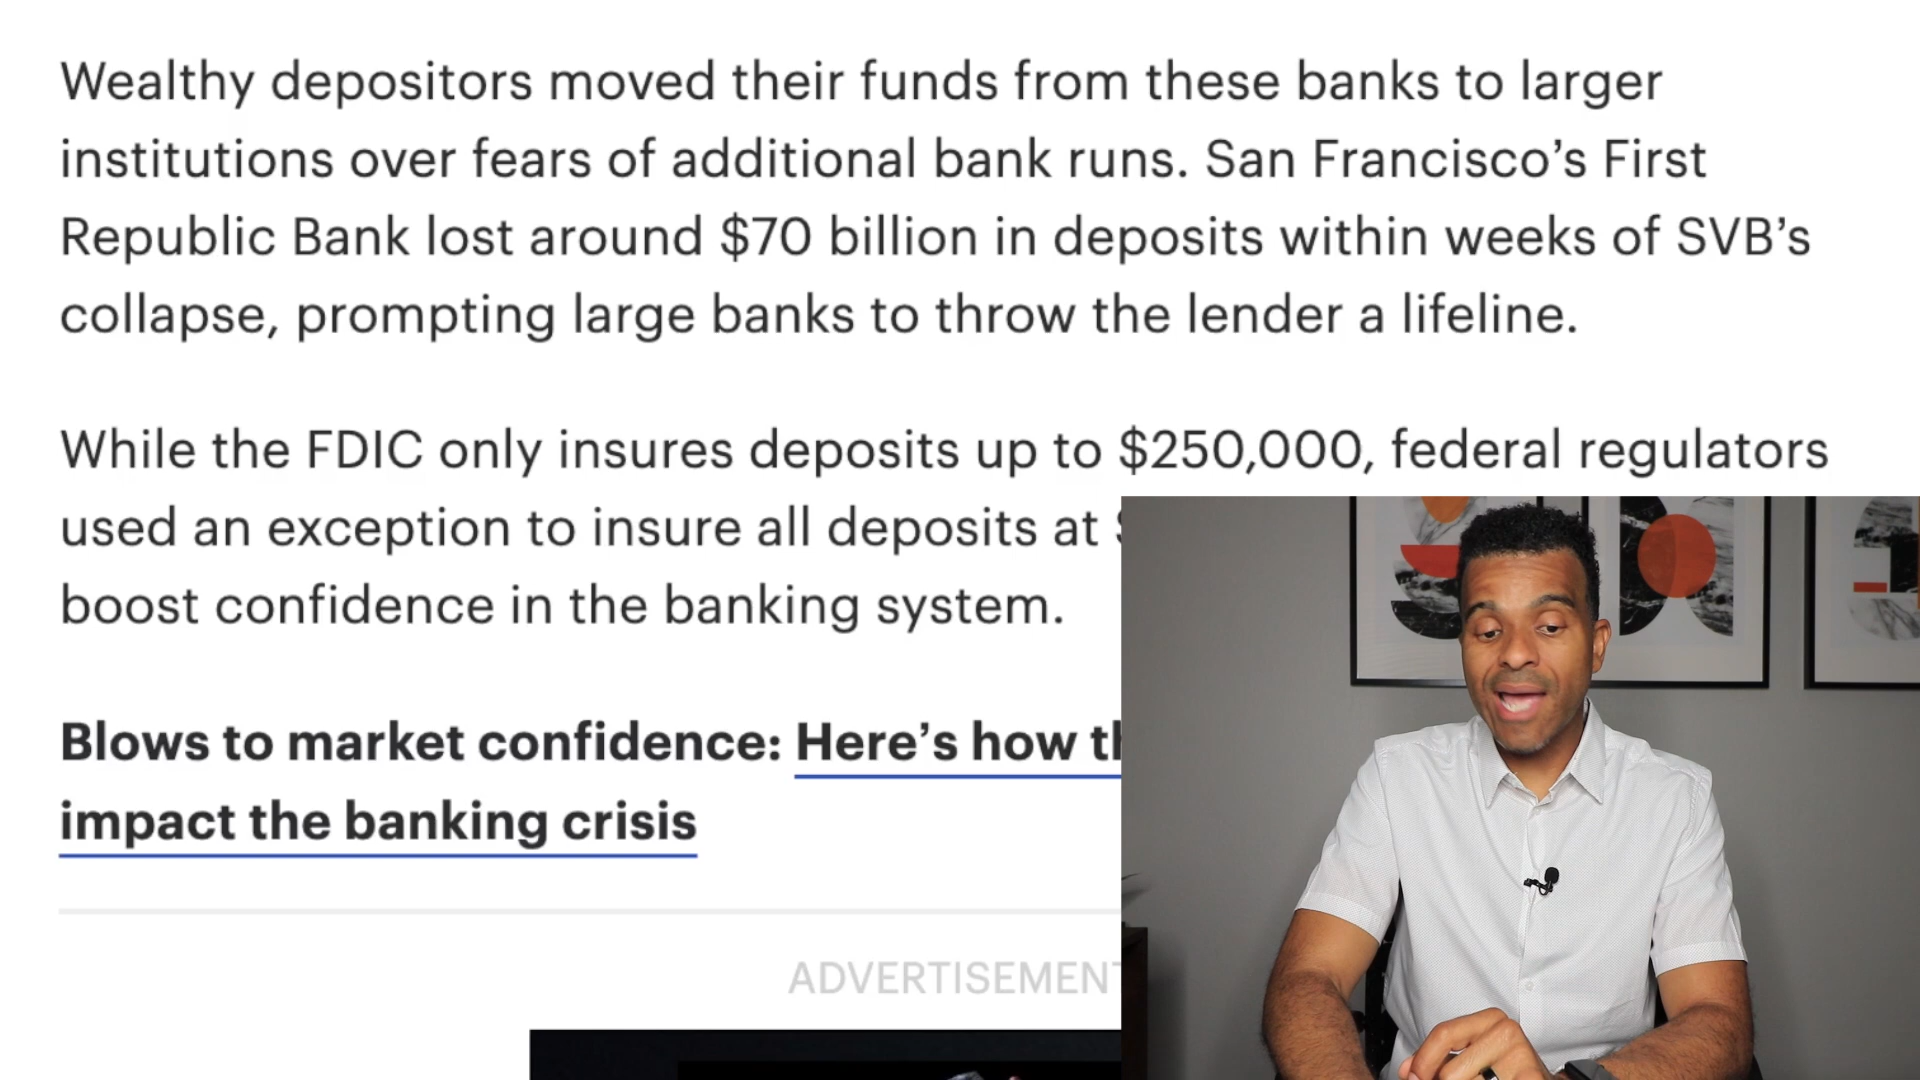 Wealthy depositors moved their funds from these banks to larger
institutions over fears of additional bank runs. San Francisco’s First
Republic Bank lost around $70 billion in deposits within weeks of SVB’s
collapse, prompting large banks to throw the lender a lifeline.
While the FDIC only insures deposits up to $250,000, federal regulators
used an exception to insure all deposits at
boost confidence in the banking system.
Blows to market confidence: Here’s how
impact the banking crisis
ADVERTISEMENT